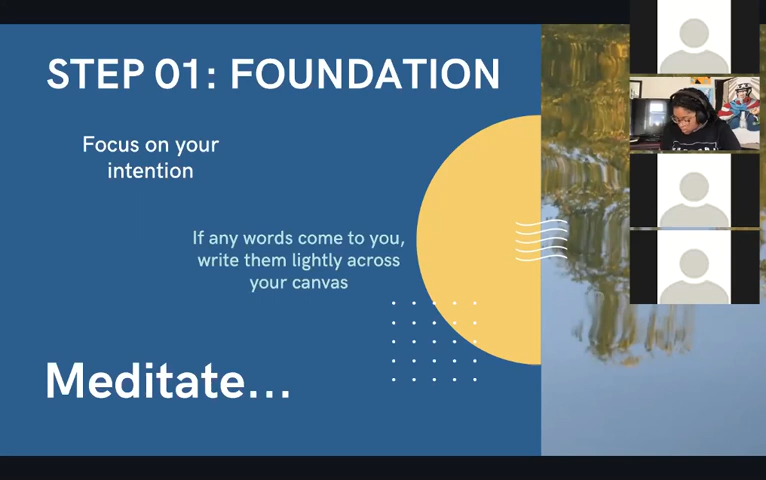 STEP 01: FOUNDATION
Focus on your
intention
If any words come to you,
write them lightly across
your canvas
Meditate...